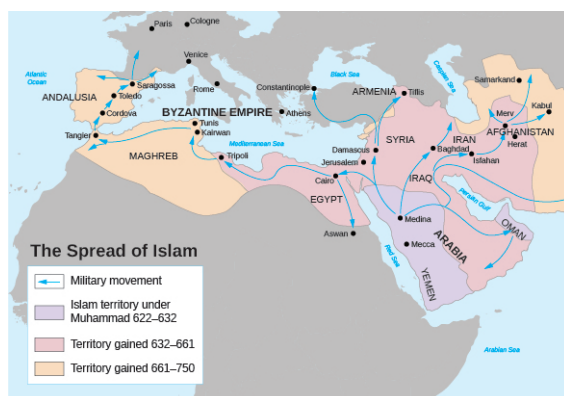 Paris
Cologne
Atlantic
Ocean
Venice
Black Sea
Caspian
Sea
Samarkand
Saragossa
Rome
Constantinople
ARMENIA
Tiflis
ANDALUSIA
Toledo
Kabul
Merv
Cordova
BYZANTINE EMPIRE
Athens
AFGHANISTAN
Tunis
SYRIA
IRAN
Tangier
Kairwan
Mediterranean Sea
Damascus
Baghdad
Herat
MAGHREB
Tripoli
Jerusalem
Isfahan
Cairo
IRAQ
EGYPT
persuks Gulf
Medina
OMAN
Aswan
Mecca
ARABIA
Red Sea
YEMEN
Arabian Sea
The Spread of Islam
Military movement
Islam territory under
Muhammad 622–632
Territory gained 632–661
Territory gained 661–750